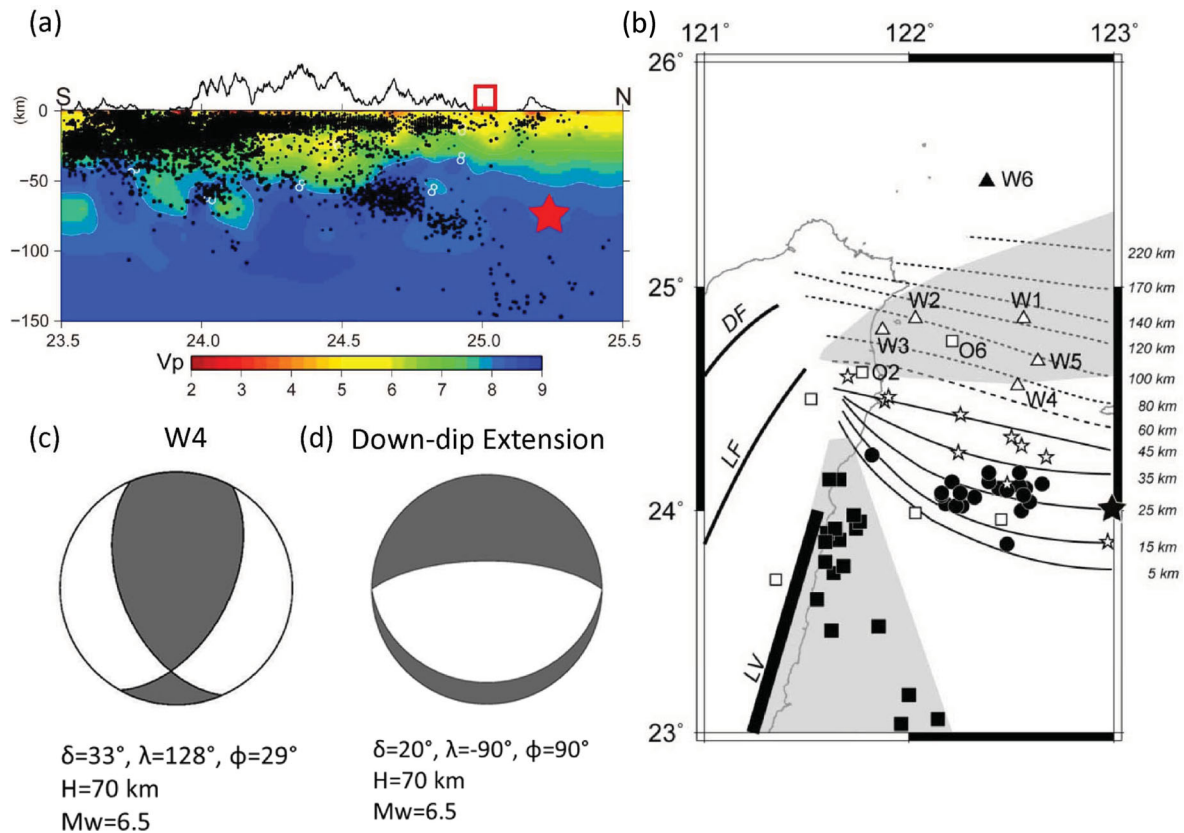 (a)
(km)
S
N
0
−50
−100
−150
8
8
8
8
23.5
24.0
24.5
25.0
25.5
Vp
2
3
4
5
6
7
8
9
(b)
121°
122°
123°
26°
25°
24°
23°
W6
W2
W1
W3
O6
W5
O2
W4
DF
LF
LV
220 km
170 km
140 km
120 km
100 km
80 km
60 km
45 km
35 km
25 km
15 km
5 km
(c)
W4
δ=33°, λ=128°, ϕ=29°
H=70 km
Mw=6.5
(d)
Down-dip Extension
δ=20°, λ=-90°, ϕ=90°
H=70 km
Mw=6.5